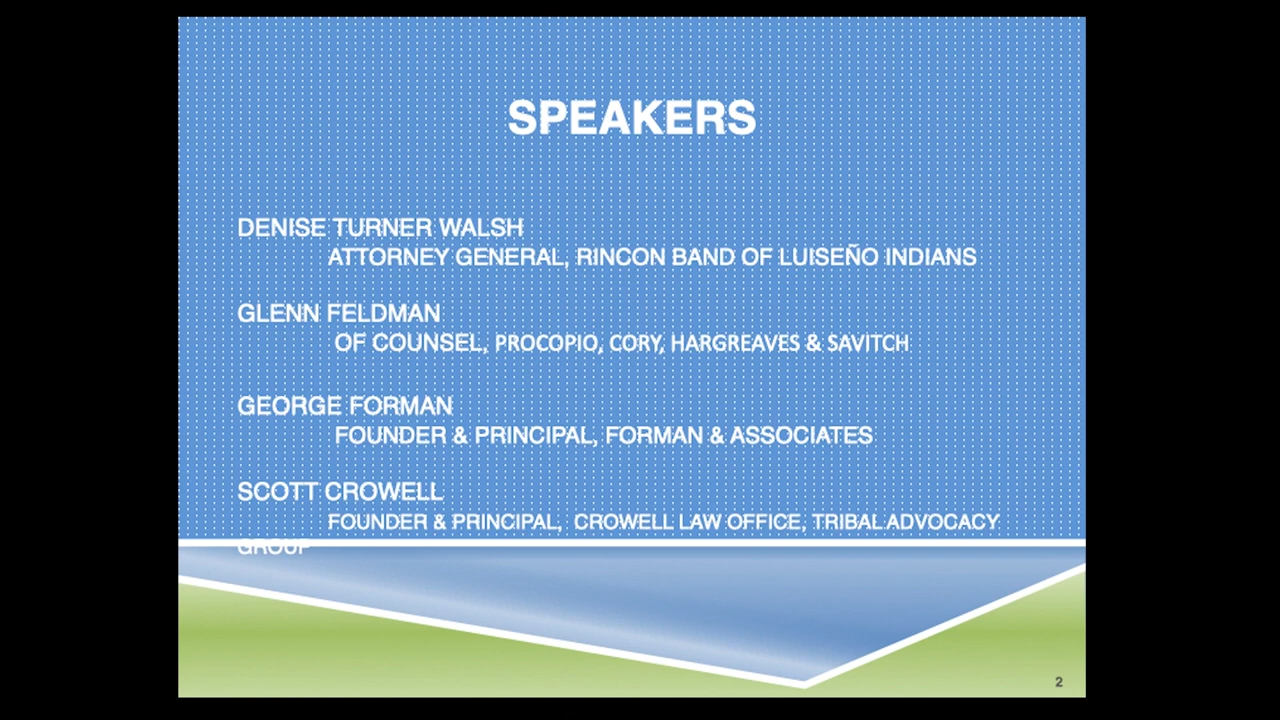 SPEAKERS
DENISE TURNER WALSH
ATTORNEY GENERAL, RINCON BAND OF LUISEÑO INDIANS
GLENN FELDMAN
OF COUNSEL, PROCOPIO, CORY, HARGREAVES & SAVITCH
GEORGE FORMAN
FOUNDER & PRINCIPAL, FORMAN & ASSOCIATES
SCOTT CROWELL
FOUNDER & PRINCIPAL, CROWELL LAW OFFICE, TRIBAL ADVOCACY
GROUP
2